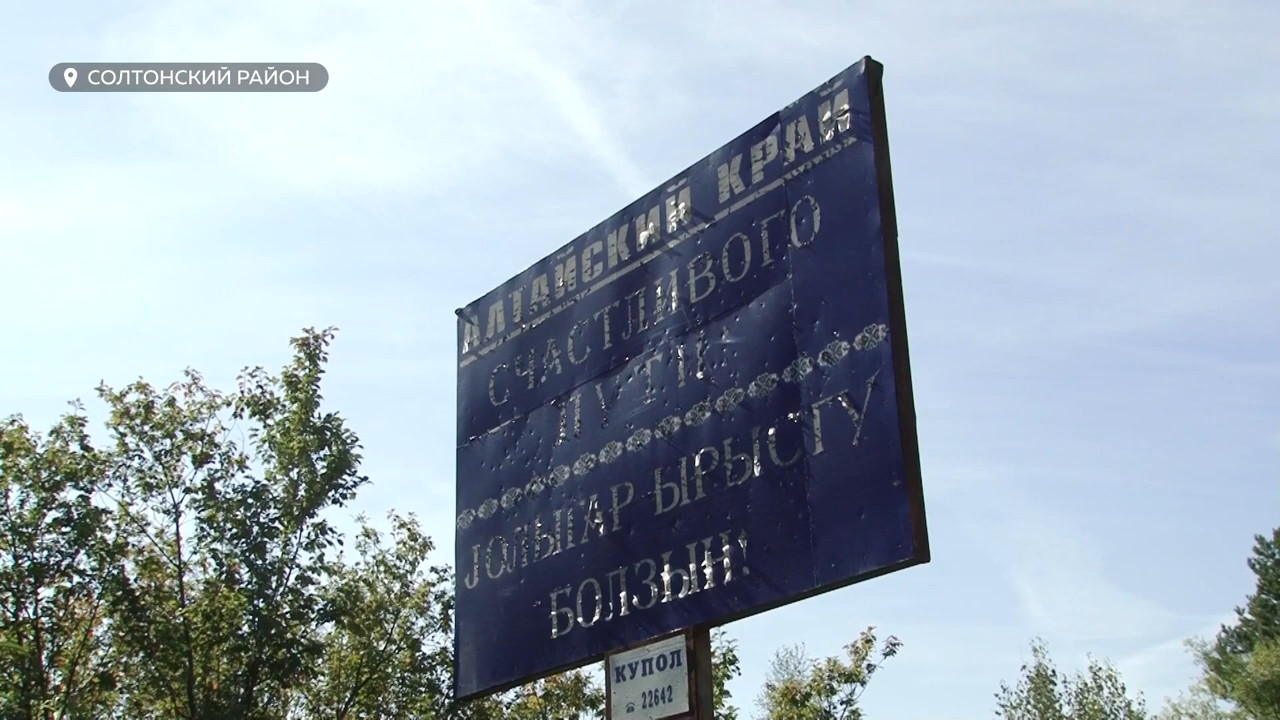 СОЛТОНСКИЙ РАЙОН
АЛТАЙСКИЙ КРАЙ
СЧАСТЛИВОГО
ПУТИ
JОЛЫГАР ЫРЫСТУ
БОЛЗЫН!
КУПОЛ
☎ 22642